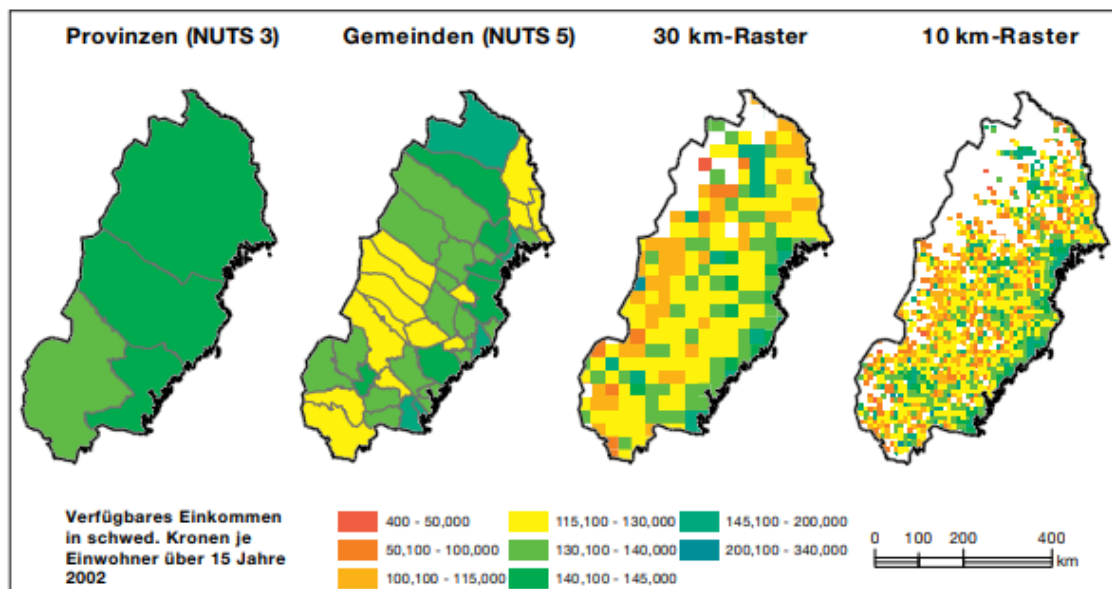 Provinzen (NUTS 3)
Gemeinden (NUTS 5)
30 km-Raster
10 km-Raster
Verfügbares Einkommen
in schwed. Kronen je
Einwohner über 15 Jahre
2002
400 - 50,000
50,100 - 100,000
100,100 - 115,000
115,100 - 130,000
130,100 - 140,000
140,100 - 145,000
145,100 - 200,000
200,100 - 340,000
0 100 200 400
km